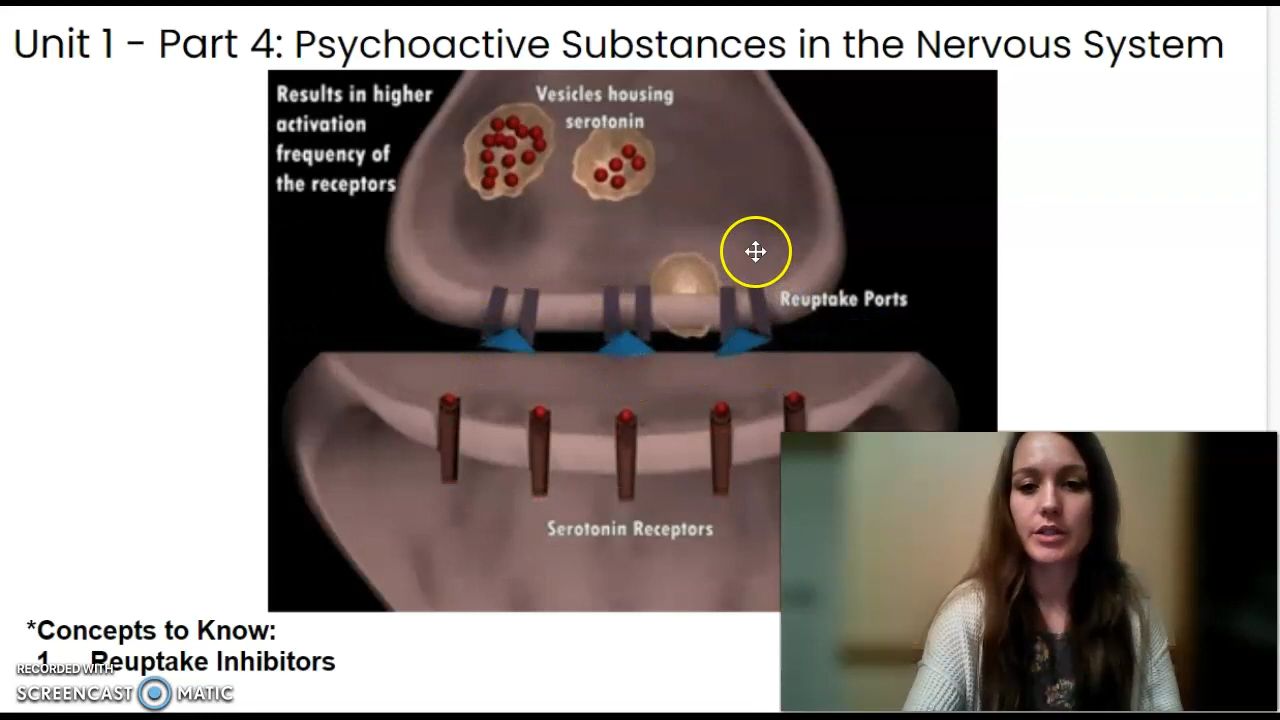 Unit 1 - Part 4: Psychoactive Substances in the Nervous System
Results in higher
activation
frequency of
the receptors
Vesicles housing
serotonin
Reuptake Ports
Serotonin Receptors
*Concepts to Know:
1. Reuptake Inhibitors
RECORDED WITH
SCREENCAST MATIC